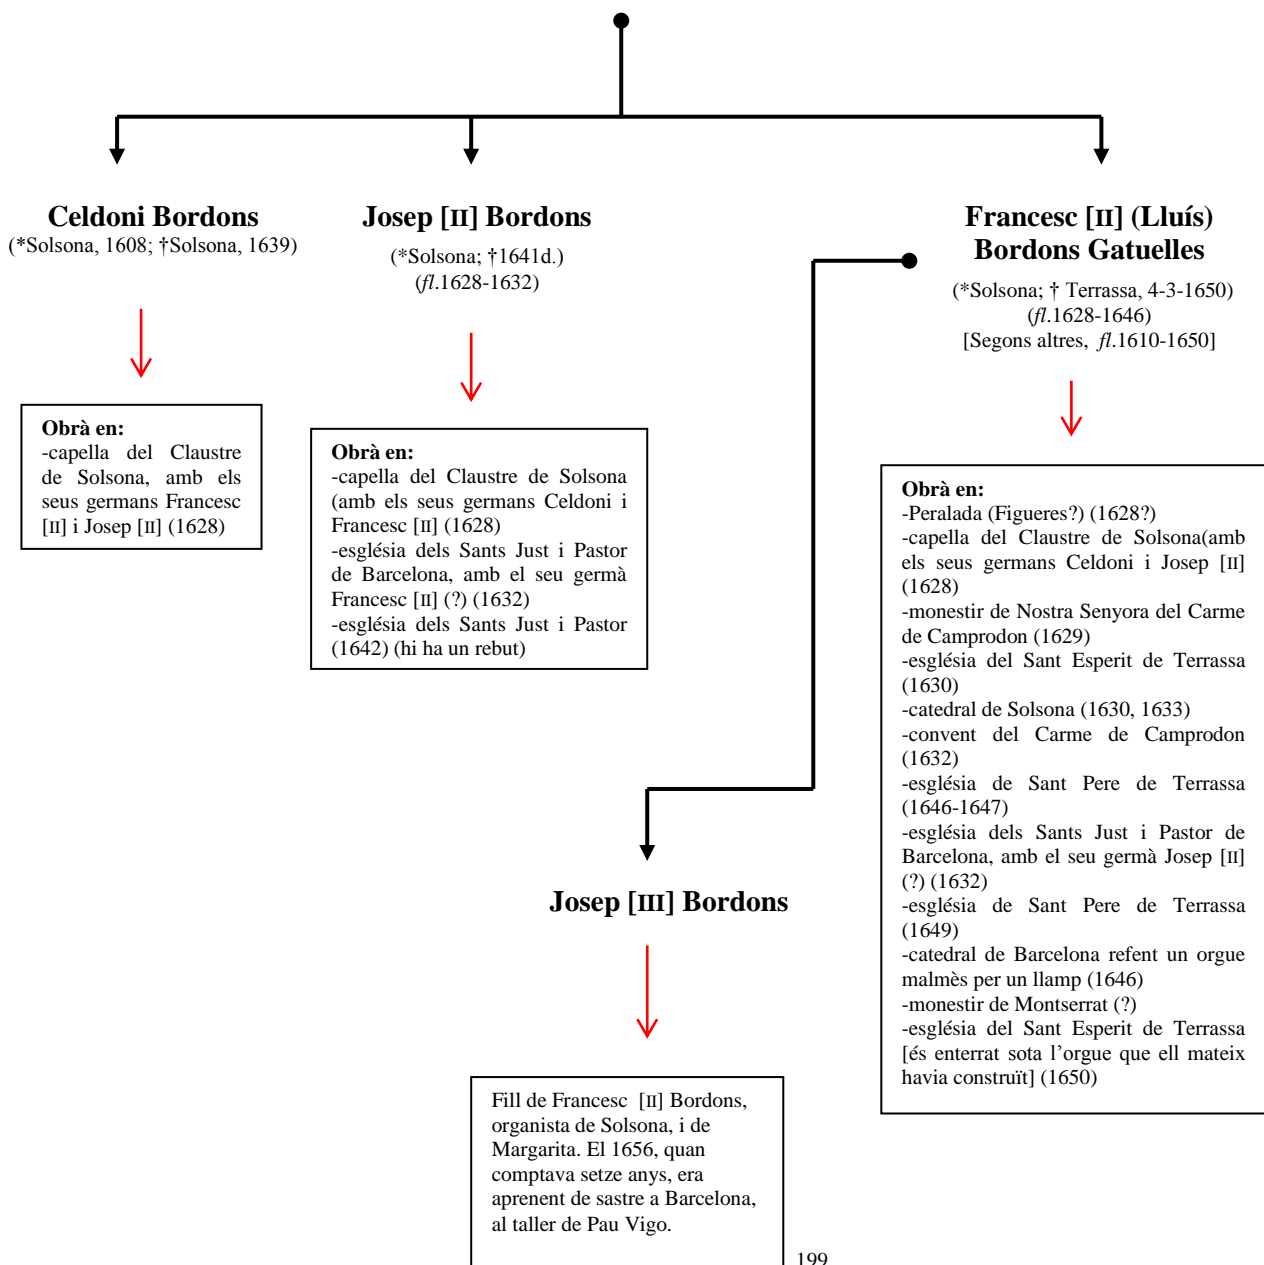 Celdoni Bordons
(*Solsona, 1608; †Solsona, 1639)
Obrà en:
-capella del Claustre
de Solsona, amb els
seus germans Francesc
[II] i Josep [II] (1628)
Josep [II] Bordons
(*Solsona; †1641d.)
(fl.1628-1632)
Obrà en:
-capella del Claustre de Solsona
(amb els seus germans Celdoni i
Francesc [II] (1628)
-església dels Sants Just i Pastor
de Barcelona, amb el seu germà
Francesc [II] (?) (1632)
-església dels Sants Just i Pastor
(1642) (hi ha un rebut)
Francesc [II] (Lluís)
Bordons Gatuelles
(*Solsona; † Terrassa, 4-3-1650)
(fl.1628-1646)
[Segons altres, fl.1610-1650]
Obrà en:
-Peralada (Figueres?) (1628?)
-capella del Claustre de Solsona(amb
els seus germans Celdoni i Josep [II]
(1628)
-monestir de Nostra Senyora del Carme
de Camprodon (1629)
-església del Sant Esperit de Terrassa
(1630)
-catedral de Solsona (1630, 1633)
-convent del Carme de Camprodon
(1632)
-església de Sant Pere de Terrassa
(1646-1647)
-església dels Sants Just i Pastor de
Barcelona, amb el seu germà Josep [II]
(?) (1632)
-església de Sant Pere de Terrassa
(1649)
-catedral de Barcelona refent un orgue
malmès per un llamp (1646)
-monestir de Montserrat (?)
-església del Sant Esperit de Terrassa
[és enterrat sota l’orgue que ell mateix
havia construït] (1650)
Josep [III] Bordons
Fill de Francesc [II] Bordons,
organista de Solsona, i de
Margarita. El 1656, quan
comptava setze anys, era
aprenent de sastre a Barcelona,
al taller de Pau Vigo.
199